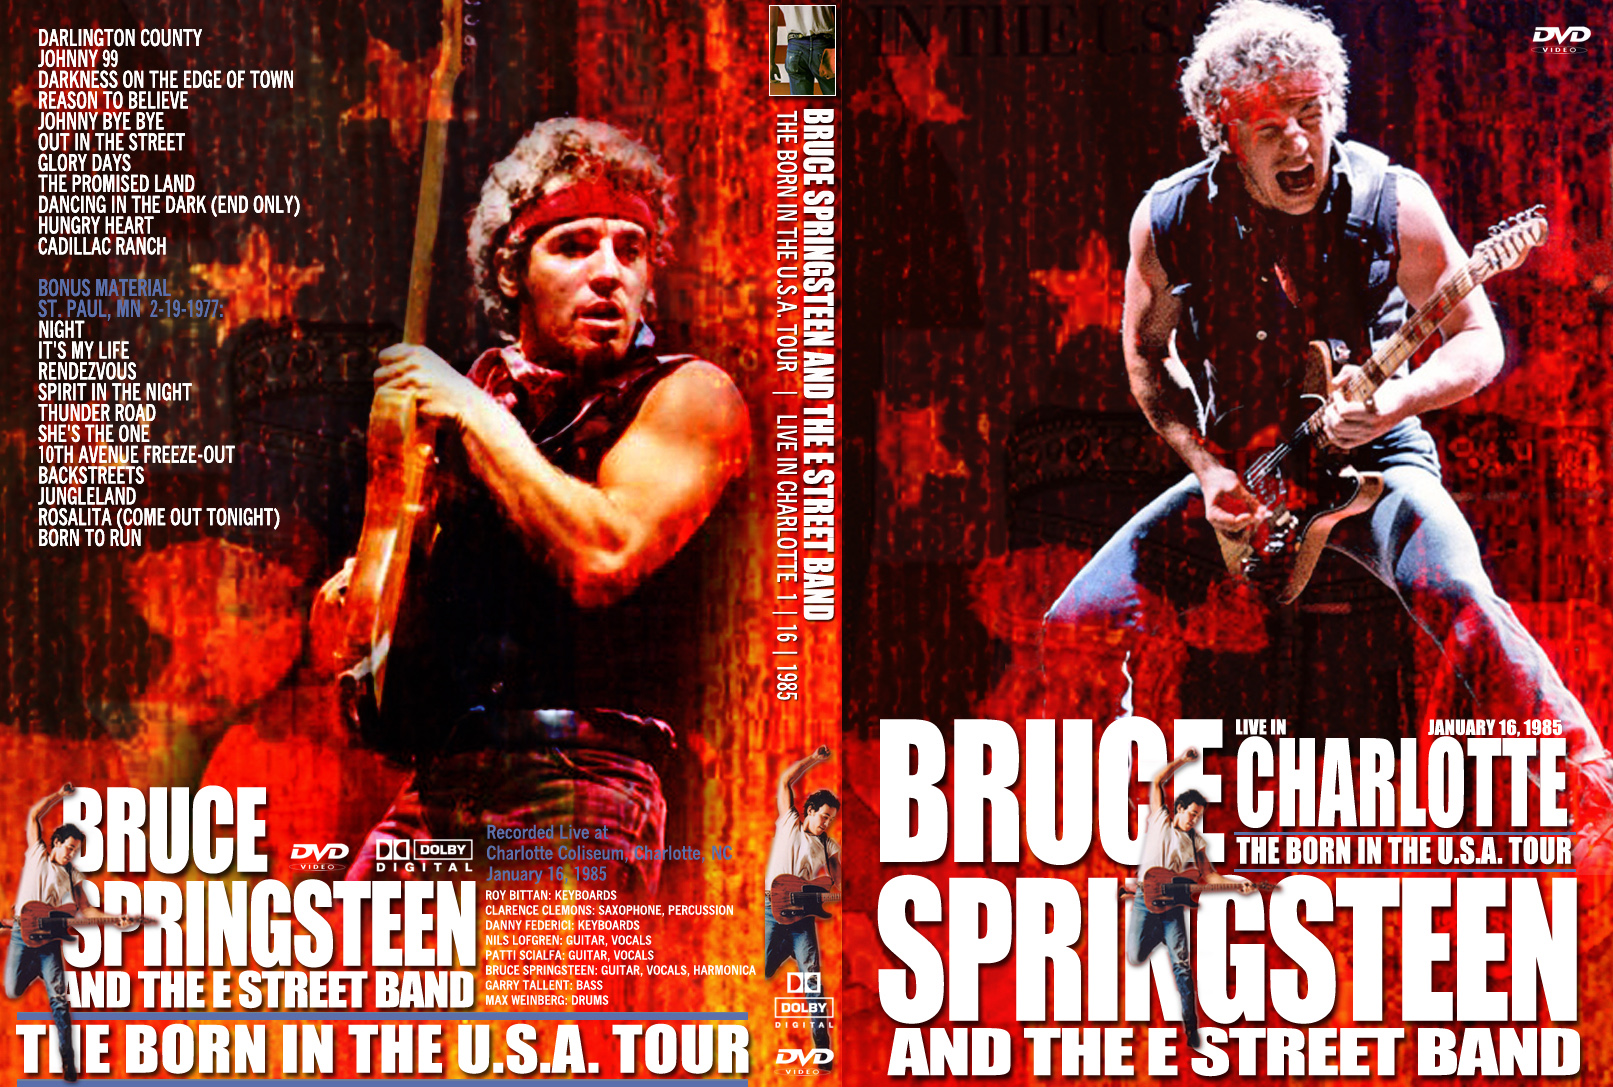 DARLINGTON COUNTY
JOHNNY 99
DARKNESS ON THE EDGE OF TOWN
REASON TO BELIEVE
JOHNNY BYE BYE
OUT IN THE STREET
GLORY DAYS
THE PROMISED LAND
DANCING IN THE DARK (END ONLY)
HUNGRY HEART
CADILLAC RANCH
BONUS MATERIAL
ST. PAUL, MN 2-19-1977:
NIGHT
IT'S MY LIFE
RENDEZVOUS
SPIRIT IN THE NIGHT
THUNDER ROAD
SHE'S THE ONE
10TH AVENUE FREEZE-OUT
BACKSTREETS
JUNGLELAND
ROSALITA (COME OUT TONIGHT)
BORN TO RUN
BRUCE
SPRINGSTEEN
AND THE E STREET BAND
THE BORN IN THE U.S.A. TOUR
DVD
VIDEO
DOLBY
DIGITAL
Recorded Live at
Charlotte Coliseum, Charlotte, NC
January 16, 1985
ROY BITTAN: KEYBOARDS
CLARENCE CLEMONS: SAXOPHONE, PERCUSSION
DANNY FEDERICI: KEYBOARDS
NILS LOFGREN: GUITAR, VOCALS
PATTI SCIALFA: GUITAR, VOCALS
BRUCE SPRINGSTEEN: GUITAR, VOCALS, HARMONICA
GARRY TALLENT: BASS
MAX WEINBERG: DRUMS
BRUCE SPRINGSTEEN AND THE E STREET BAND
THE BORN IN THE U.S.A. TOUR | LIVE IN CHARLOTTE 1 | 16 | 1985
DOLBY
DIGITAL
DVD
VIDEO
IN THE U.S.A.
DVD
VIDEO
BRUCE
LIVE IN
JANUARY 16, 1985
CHARLOTTE
THE BORN IN THE U.S.A. TOUR
SPRINGSTEEN
AND THE E STREET BAND